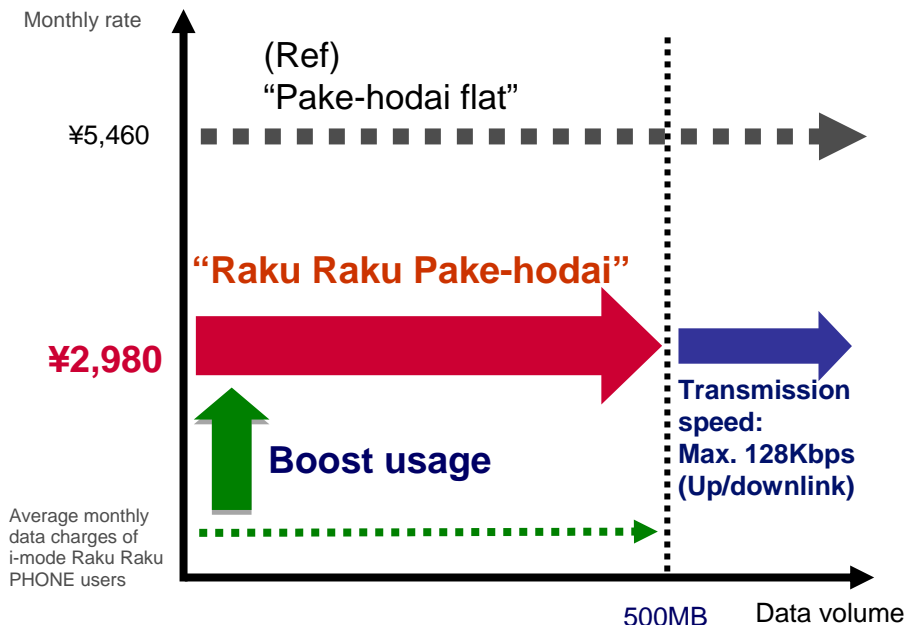 Monthly rate
(Ref)
“Pake-hodai flat”
¥5,460
“Raku Raku Pake-hodai”
¥2,980
Transmission
speed:
Max. 128Kbps
(Up/downlink)
Boost usage
Average monthly
data charges of
i-mode Raku Raku
PHONE users
500MB
Data volume